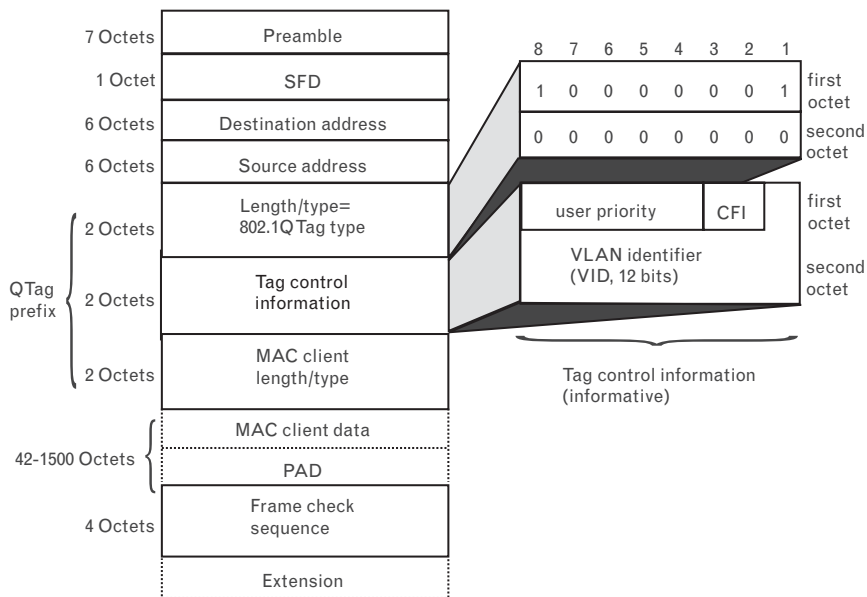 7 Octets
Preamble
1 Octet
SFD
6 Octets
Destination address
6 Octets
Source address
QTag
prefix
2 Octets
Length/type=
802.1Q Tag type
2 Octets
Tag control
information
2 Octets
MAC client
length/type
42-1500 Octets
MAC client data
PAD
4 Octets
Frame check
sequence
Extension
8 7 6 5 4 3 2 1
1 0 0 0 0 0 0 1
first
octet
0 0 0 0 0 0 0 0
second
octet
user priority
CFI
first
octet
VLAN identifier
(VID, 12 bits)
second
octet
Tag control information
(informative)